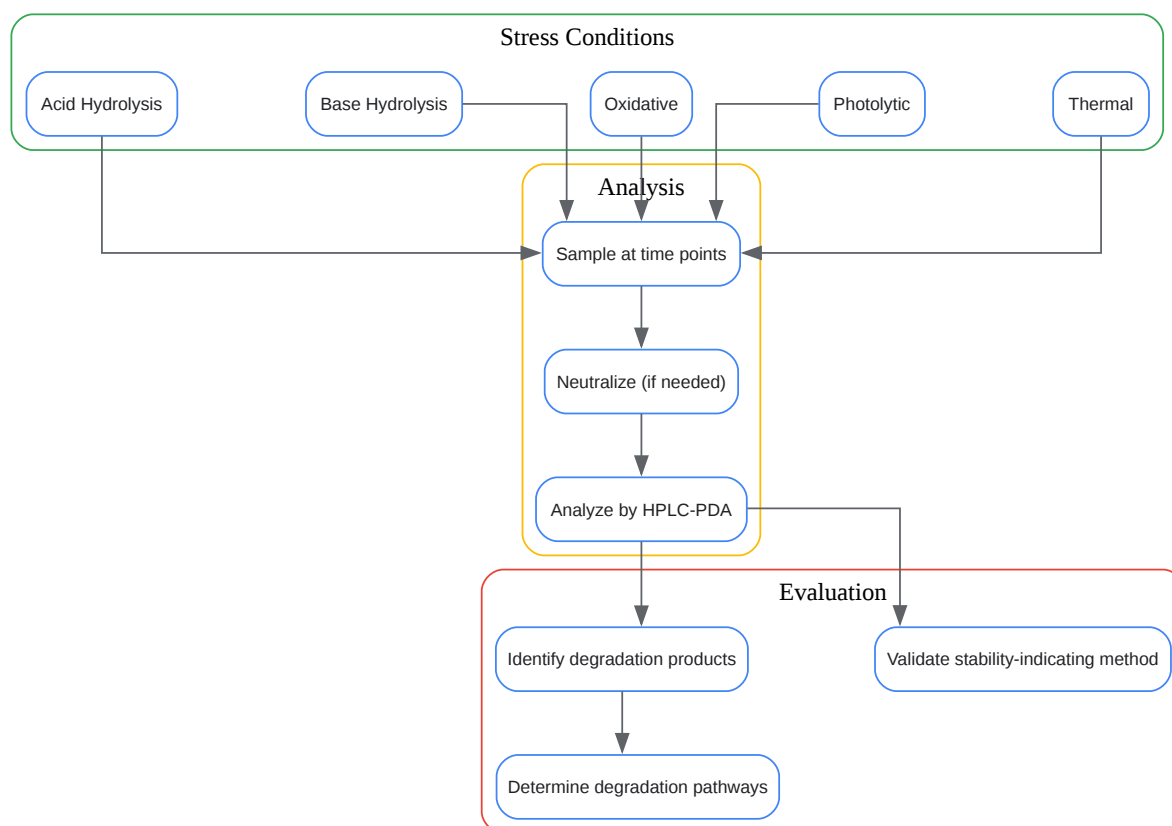 Stress Conditions
Acid Hydrolysis
Base Hydrolysis
Oxidative
Photolytic
Thermal
Analysis
Sample at time points
Neutralize (if needed)
Analyze by HPLC-PDA
Evaluation
Identify degradation products
Validate stability-indicating method
Determine degradation pathways